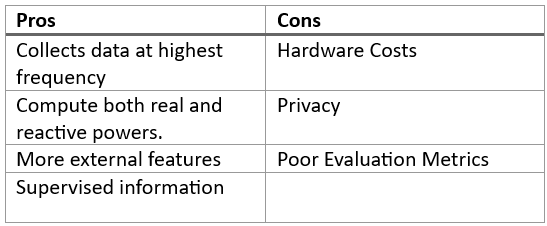 Pros Cons
Collects data at highest Hardware Costs
frequency
Compute both real and Privacy
reactive powers.
More external features Poor Evaluation Metrics
Supervised information